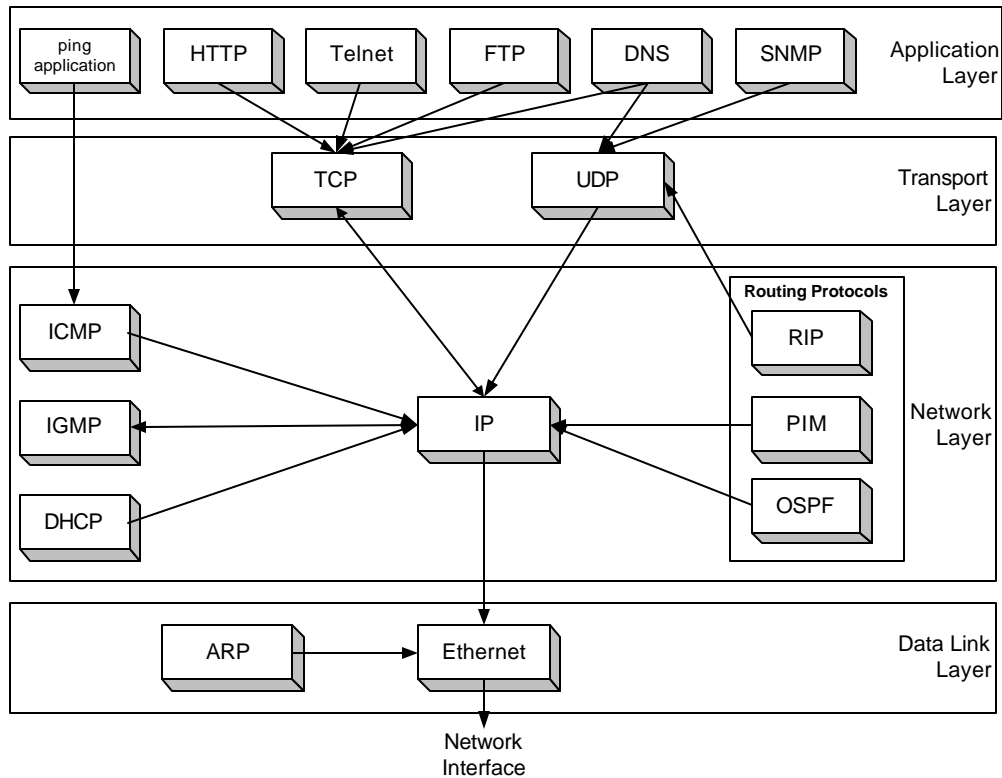 ping
application
HTTP
Telnet
FTP
DNS
SNMP
Application
Layer
TCP
UDP
Transport
Layer
Routing Protocols
ICMP
RIP
IGMP
IP
PIM
Network
Layer
DHCP
OSPF
ARP
Ethernet
Data Link
Layer
Network
Interface